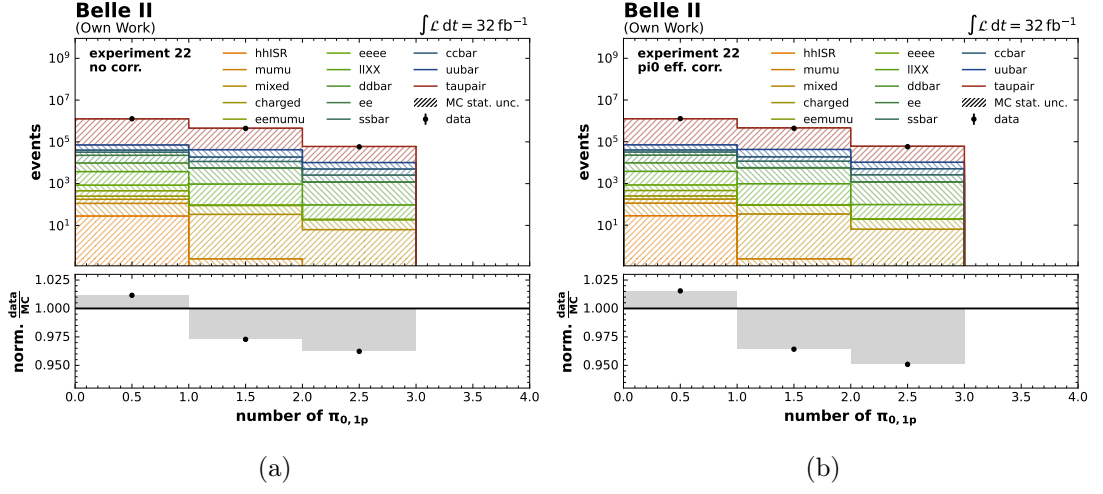 Belle II
(Own Work)
∫ℒ dt = 32 fb⁻¹
experiment 22
no corr.
hhISR
mumu
mixed
charged
eemumu
eeee
llXX
ddbar
ee
ssbar
ccbar
uubar
taupair
MC stat. unc.
data
events
10⁹
10⁷
10⁵
10³
10¹
norm. data/MC
1.025
1.000
0.975
0.950
0.0 0.5 1.0 1.5 2.0 2.5 3.0 3.5 4.0
number of π₀,₁ₚ
(a)
Belle II
(Own Work)
∫ℒ dt = 32 fb⁻¹
experiment 22
pi0 eff. corr.
hhISR
mumu
mixed
charged
eemumu
eeee
llXX
ddbar
ee
ssbar
ccbar
uubar
taupair
MC stat. unc.
data
events
10⁹
10⁷
10⁵
10³
10¹
norm. data/MC
1.025
1.000
0.975
0.950
0.0 0.5 1.0 1.5 2.0 2.5 3.0 3.5 4.0
number of π₀,₁ₚ
(b)